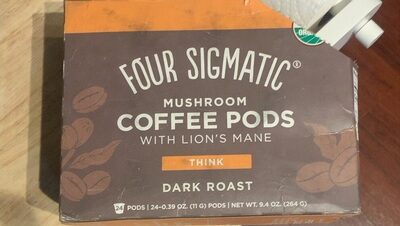 FOUR SIGMATIC®
MUSHROOM
COFFEE PODS
WITH LION'S MANE
THINK
DARK ROAST
24 PODS | 24-0.39 OZ. (11 G) PODS | NET WT. 9.4 OZ. (264 G)